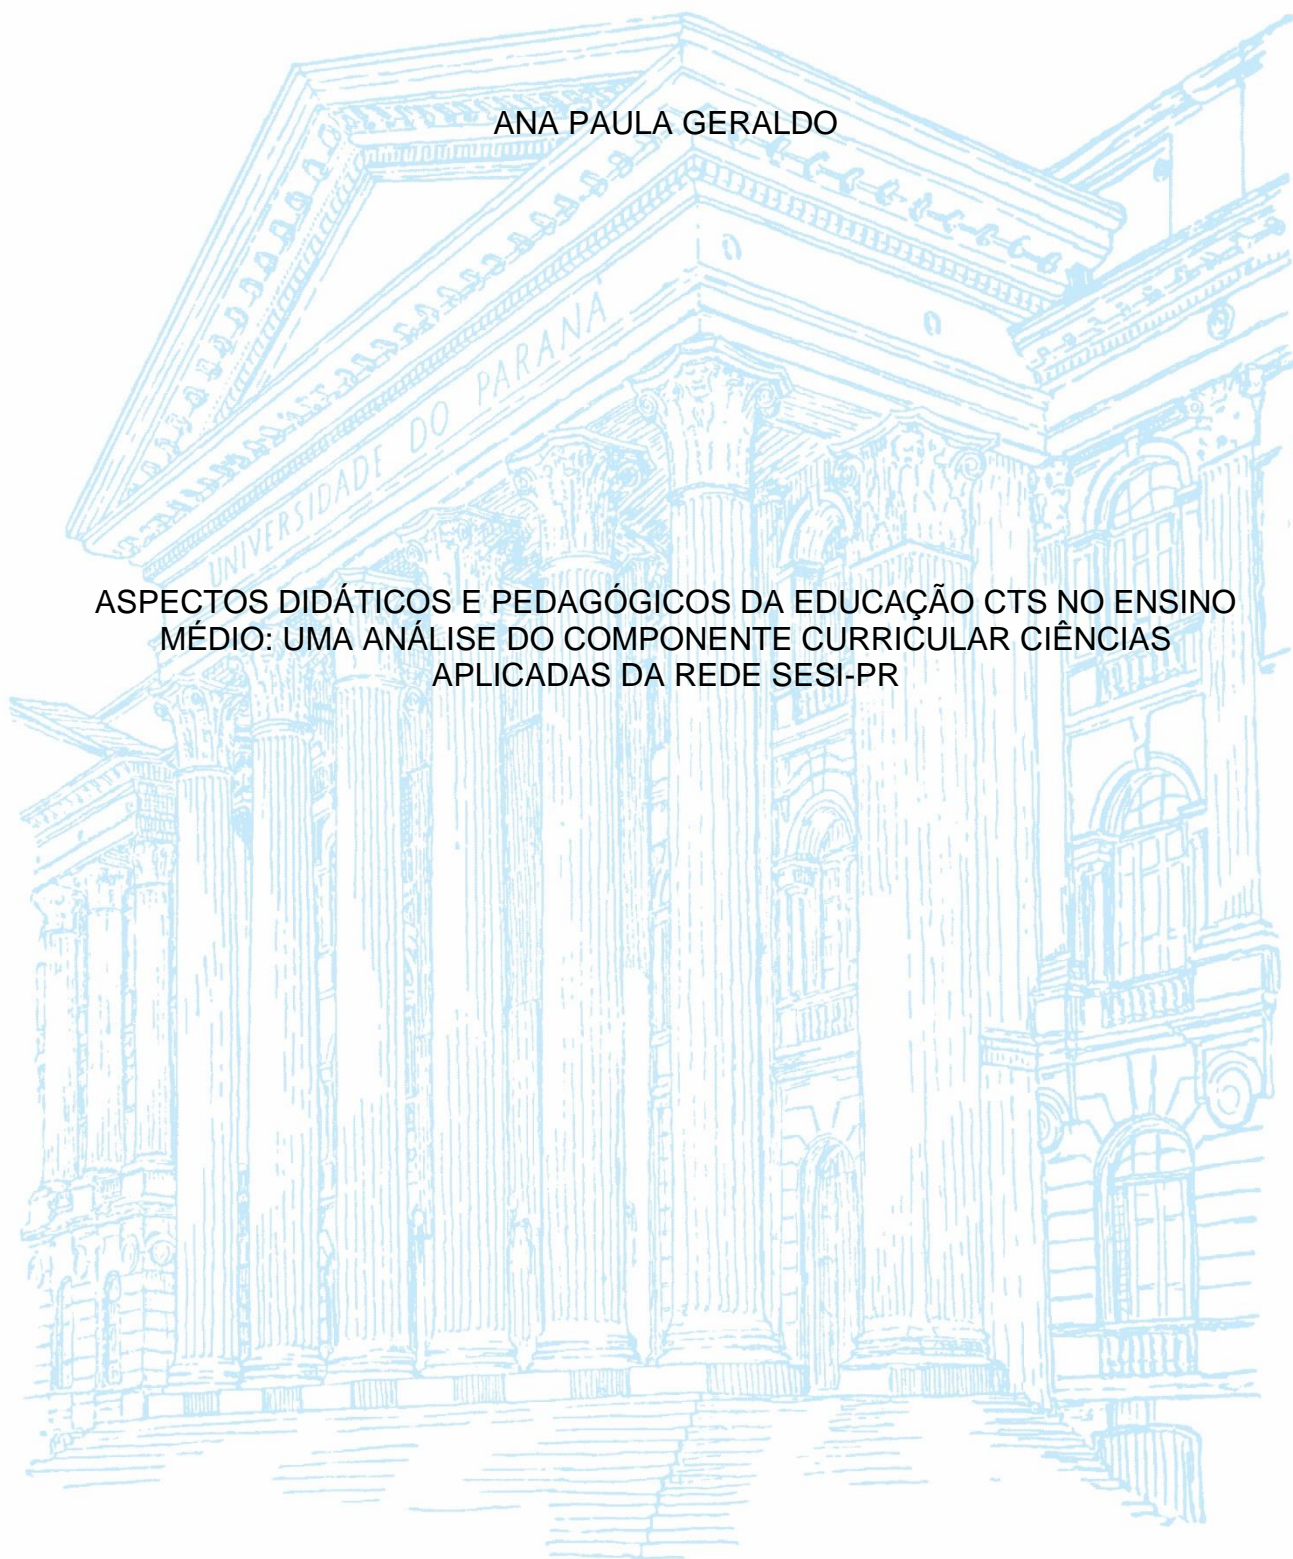 ANA PAULA GERALDO
UNIVERSIDADE DO PARANÁ
ASPECTOS DIDÁTICOS E PEDAGÓGICOS DA EDUCAÇÃO CTS NO ENSINO
MÉDIO: UMA ANÁLISE DO COMPONENTE CURRICULAR CIÊNCIAS
APLICADAS DA REDE SESI-PR